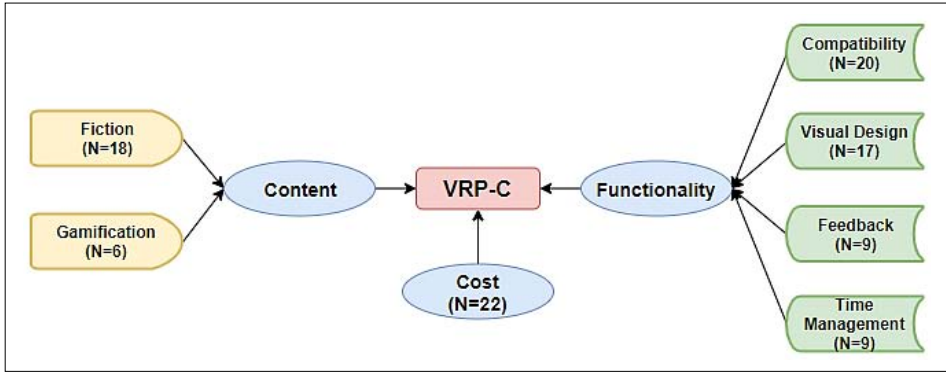 Fiction
(N=18)
Gamification
(N=6)
Content
VRP-C
Cost
(N=22)
Functionality
Compatibility
(N=20)
Visual Design
(N=17)
Feedback
(N=9)
Time
Management
(N=9)